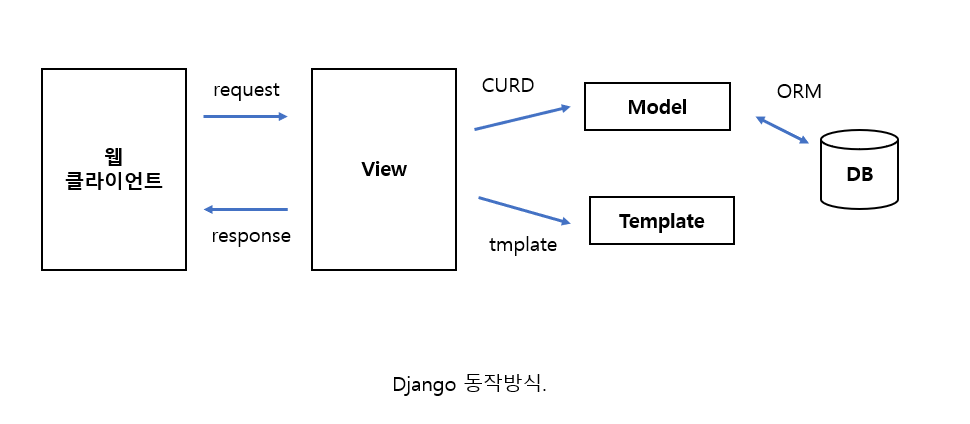 request
웹
클라이언트
response
View
CURD
Model
ORM
DB
Template
tmplate
Django 동작방식.